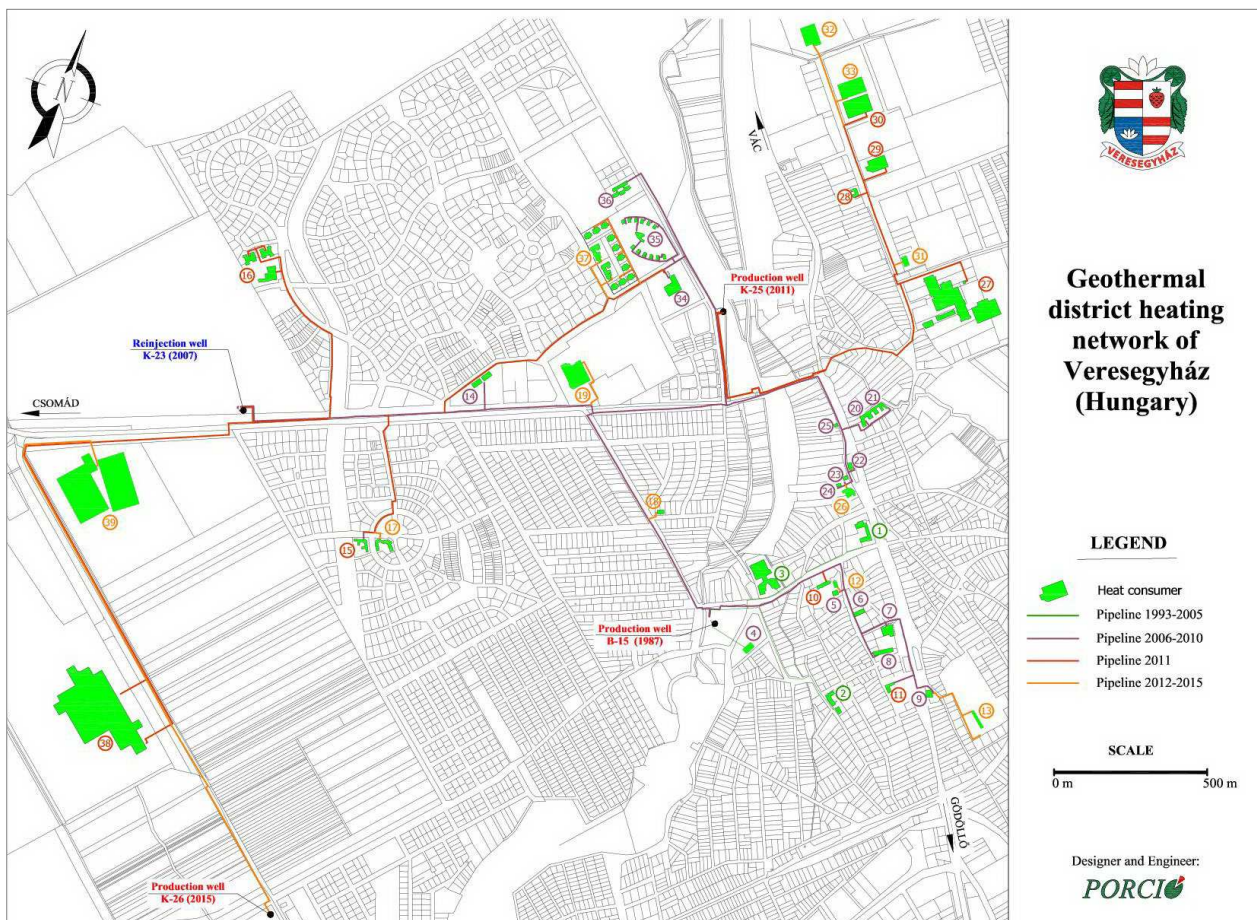 N
32
33
30
VÁC
29
28
36
35
37
16
34
31
27
Production well
K-25 (2011)
Reinjection well
K-23 (2007)
CSOMÁD
14
19
20
21
25
22
23
24
26
39
18
1
15
17
3
10
5
12
6
7
Production well
B-15 (1987)
4
8
2
11
9
13
38
GÖDÖLLŐ
Production well
K-26 (2015)
VERESEGYHÁZ
Geothermal
district heating
network of
Veresegyház
(Hungary)
LEGEND
Heat consumer
Pipeline 1993-2005
Pipeline 2006-2010
Pipeline 2011
Pipeline 2012-2015
SCALE
0 m 500 m
Designer and Engineer:
PORCIÓ